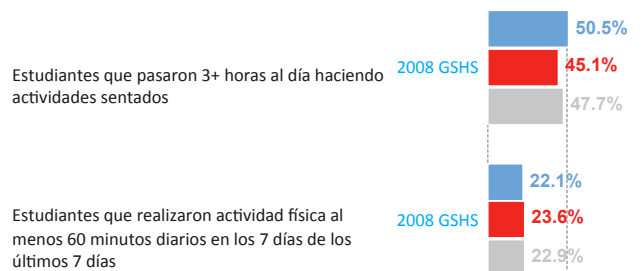 50.5%
Estudiantes que pasaron 3+ horas al día haciendo
actividades sentados
2008 GSHS
45.1%
47.7%
22.1%
Estudiantes que realizaron actividad física al
menos 60 minutos diarios en los 7 días de los
últimos 7 días
2008 GSHS
23.6%
22.9%